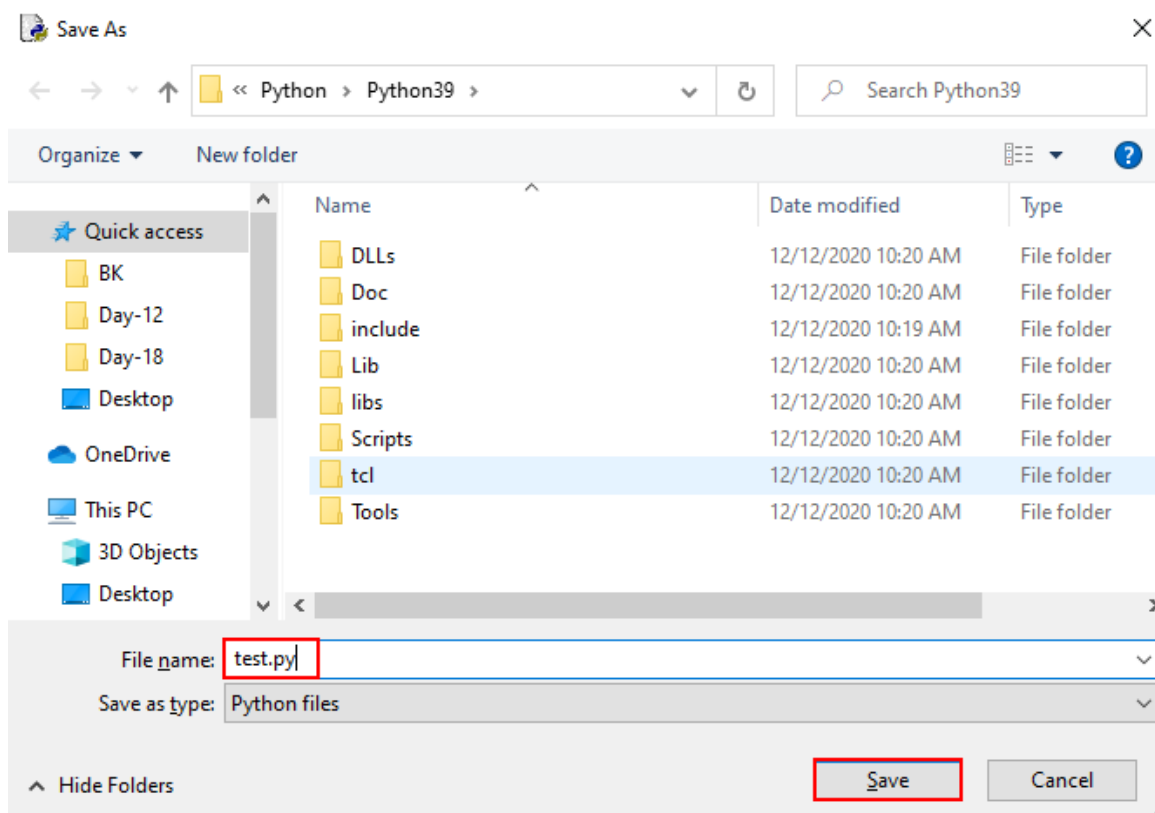 Save As
« Python > Python39 >
Search Python39
Organize
New folder
Name
Date modified
Type
Quick access
BK
Day-12
Day-18
Desktop
OneDrive
This PC
3D Objects
Desktop
DLLs 12/12/2020 10:20 AM File folder
Doc 12/12/2020 10:20 AM File folder
include 12/12/2020 10:19 AM File folder
Lib 12/12/2020 10:20 AM File folder
libs 12/12/2020 10:20 AM File folder
Scripts 12/12/2020 10:20 AM File folder
tcl 12/12/2020 10:20 AM File folder
Tools 12/12/2020 10:20 AM File folder
File name: test.py
Save as type: Python files
Hide Folders
Save
Cancel